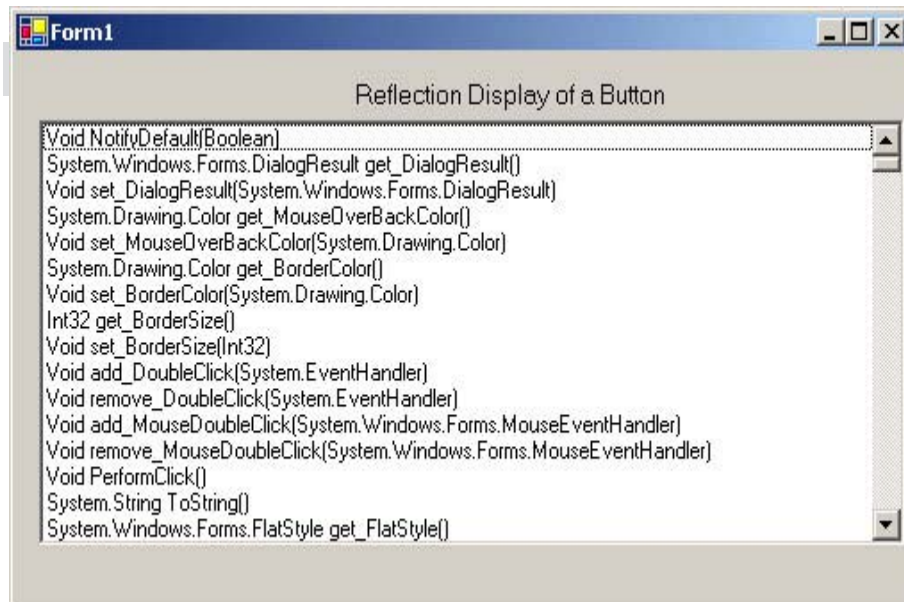 Form1
Reflection Display of a Button
Void NotifyDefault(Boolean)
System.Windows.Forms.DialogResult get_DialogResult()
Void set_DialogResult(System.Windows.Forms.DialogResult)
System.Drawing.Color get_MouseOverBackColor()
Void set_MouseOverBackColor(System.Drawing.Color)
System.Drawing.Color get_BorderColor()
Void set_BorderColor(System.Drawing.Color)
Int32 get_BorderSize()
Void set_BorderSize(Int32)
Void add_DoubleClick(System.EventHandler)
Void remove_DoubleClick(System.EventHandler)
Void add_MouseDoubleClick(System.Windows.Forms.MouseEventHandler)
Void remove_MouseDoubleClick(System.Windows.Forms.MouseEventHandler)
Void PerformClick()
System.String ToString()
System.Windows.Forms.FlatStyle get_FlatStyle()